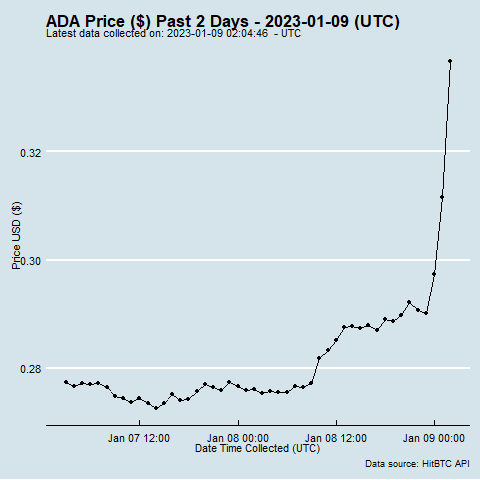 ADA Price ($) Past 2 Days - 2023-01-09 (UTC)
Latest data collected on: 2023-01-09 02:04:46 - UTC
0.32
0.30
0.28
Price USD ($)
Jan 07 12:00 Jan 08 00:00 Jan 08 12:00 Jan 09 00:00
Date Time Collected (UTC)
Data source: HitBTC API